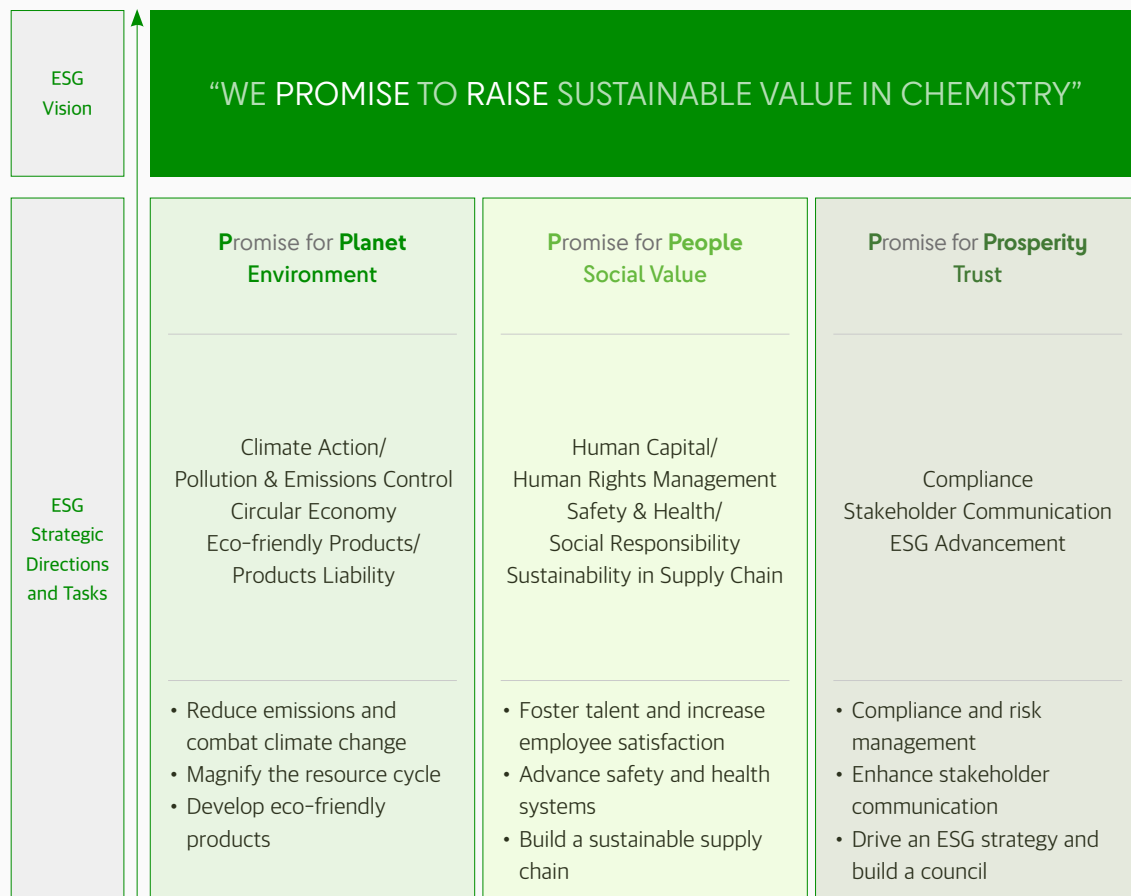 ESG
Vision
“WE PROMISE TO RAISE SUSTAINABLE VALUE IN CHEMISTRY”
ESG
Strategic
Directions
and Tasks
Promise for Planet
Environment
Climate Action/
Pollution & Emissions Control
Circular Economy
Eco-friendly Products/
Products Liability
• Reduce emissions and
combat climate change
• Magnify the resource cycle
• Develop eco-friendly
products
Promise for People
Social Value
Human Capital/
Human Rights Management
Safety & Health/
Social Responsibility
Sustainability in Supply Chain
• Foster talent and increase
employee satisfaction
• Advance safety and health
systems
• Build a sustainable supply
chain
Promise for Prosperity
Trust
Compliance
Stakeholder Communication
ESG Advancement
• Compliance and risk
management
• Enhance stakeholder
communication
• Drive an ESG strategy and
build a council